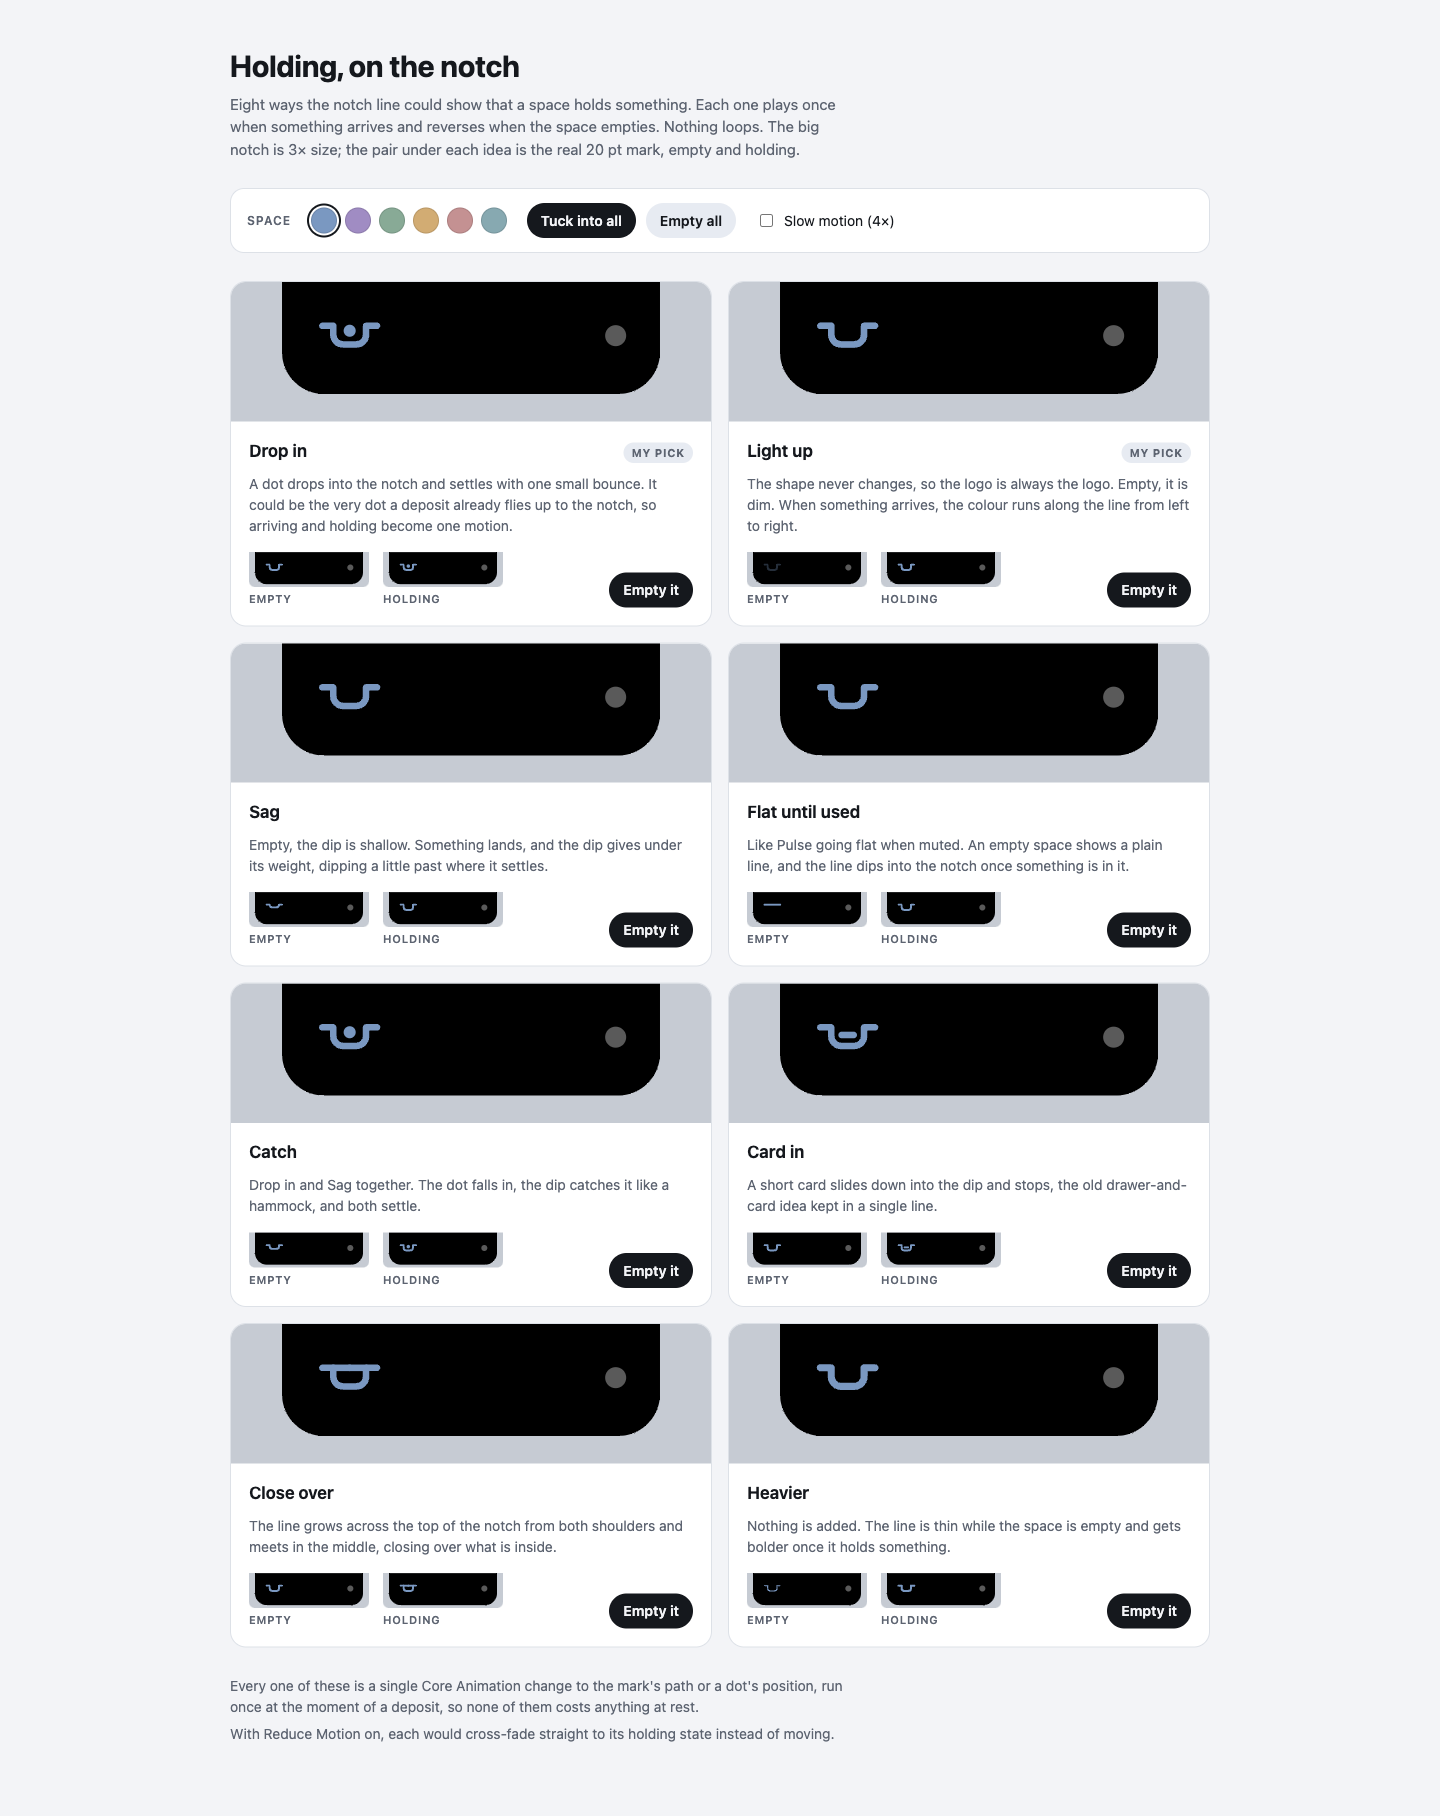 Holding, on the notch
Eight ways the notch line could show that a space holds something. Each one plays once
when something arrives and reverses when the space empties. Nothing loops. The big
notch is 3× size; the pair under each idea is the real 20 pt mark, empty and holding.
SPACE
Tuck into all
Empty all
Slow motion (4×)
Drop in
MY PICK
A dot drops into the notch and settles with one small bounce. It
could be the very dot a deposit already flies up to the notch, so
arriving and holding become one motion.
EMPTY
HOLDING
Empty it
Light up
MY PICK
The shape never changes, so the logo is always the logo. Empty, it is
dim. When something arrives, the colour runs along the line from left
to right.
EMPTY
HOLDING
Empty it
Sag
Empty, the dip is shallow. Something lands, and the dip gives under
its weight, dipping a little past where it settles.
EMPTY
HOLDING
Empty it
Flat until used
Like Pulse going flat when muted. An empty space shows a plain
line, and the line dips into the notch once something is in it.
EMPTY
HOLDING
Empty it
Catch
Drop in and Sag together. The dot falls in, the dip catches it like a
hammock, and both settle.
EMPTY
HOLDING
Empty it
Card in
A short card slides down into the dip and stops, the old drawer-and-
card idea kept in a single line.
EMPTY
HOLDING
Empty it
Close over
The line grows across the top of the notch from both shoulders and
meets in the middle, closing over what is inside.
EMPTY
HOLDING
Empty it
Heavier
Nothing is added. The line is thin while the space is empty and gets
bolder once it holds something.
EMPTY
HOLDING
Empty it
Every one of these is a single Core Animation change to the mark's path or a dot's position, run
once at the moment of a deposit, so none of them costs anything at rest.
With Reduce Motion on, each would cross-fade straight to its holding state instead of moving.